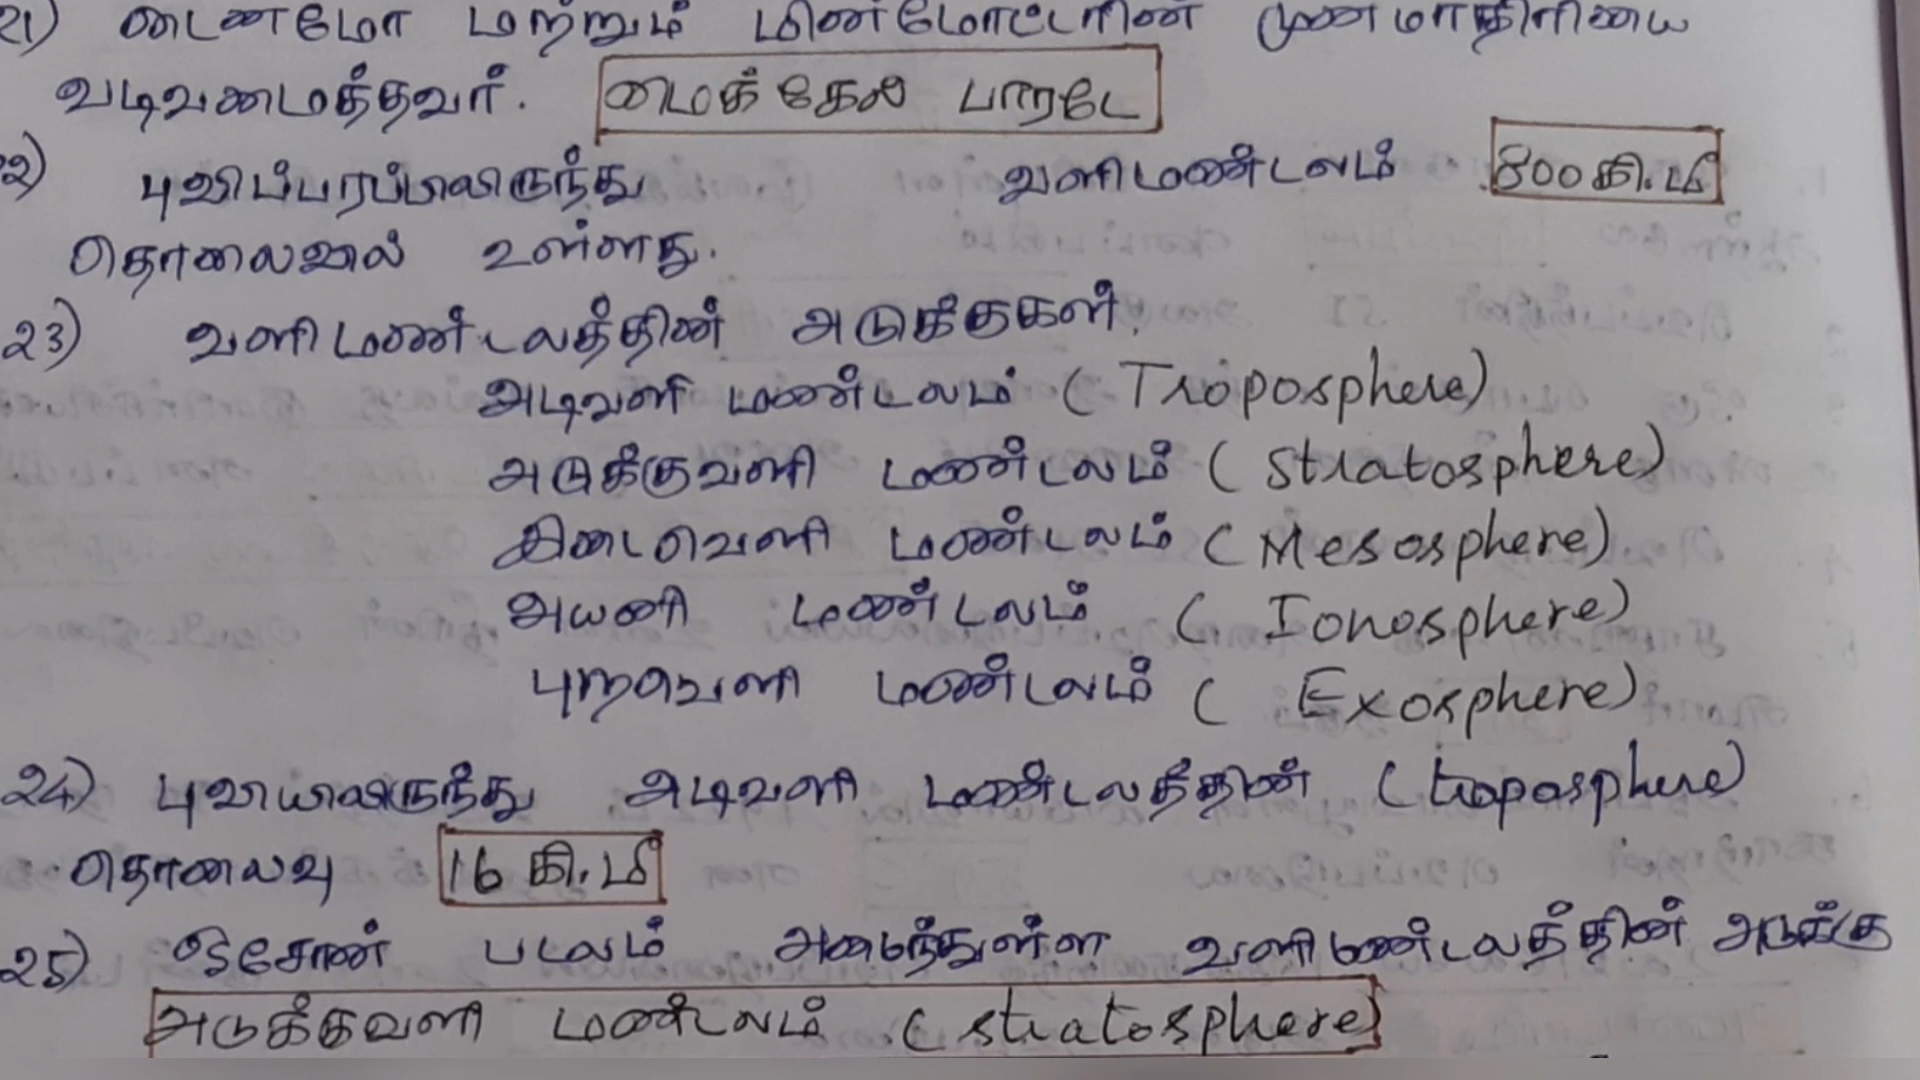 21) டைனமோ மற்றும் மின்மோட்டரின் முன்மாதிரியை
வடிவமைத்தவர். மைக்கேல் பாரடே
2) புவிப்பரப்பிலிருந்து வளிமண்டலம் 800 கி.மீ
தொலைவில் உள்ளது.
23) வளிமண்டலத்தின் அடுக்குகள்.
அடிவளி மண்டலம் (Troposphere)
அடுக்குவளி மண்டலம் (stratosphere)
இடைவெளி மண்டலம் (Mesosphere)
அயனி மண்டலம் (Ionosphere)
புறவெளி மண்டலம் (Exosphere)
24) புவியிலிருந்து அடிவளி மண்டலத்தின் (troposphere)
தொலைவு 16 கி.மீ
25) ஓசோன் படலம் அமைந்துள்ள வளிமண்டலத்தின் அடுக்கு
அடுக்குவளி மண்டலம் (stratosphere)